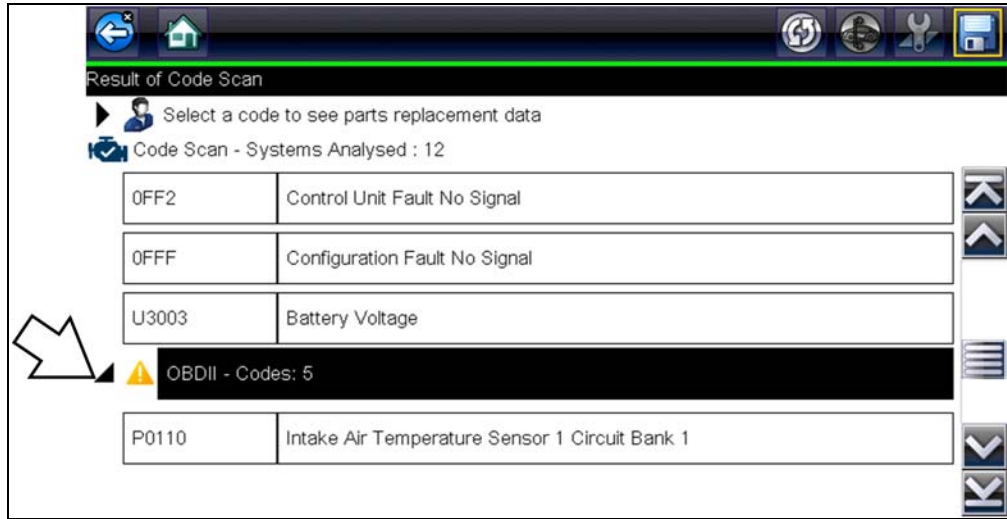 Result of Code Scan
Select a code to see parts replacement data
Code Scan - Systems Analysed : 12
0FF2 Control Unit Fault No Signal
0FFF Configuration Fault No Signal
U3003 Battery Voltage
OBDII - Codes: 5
P0110 Intake Air Temperature Sensor 1 Circuit Bank 1